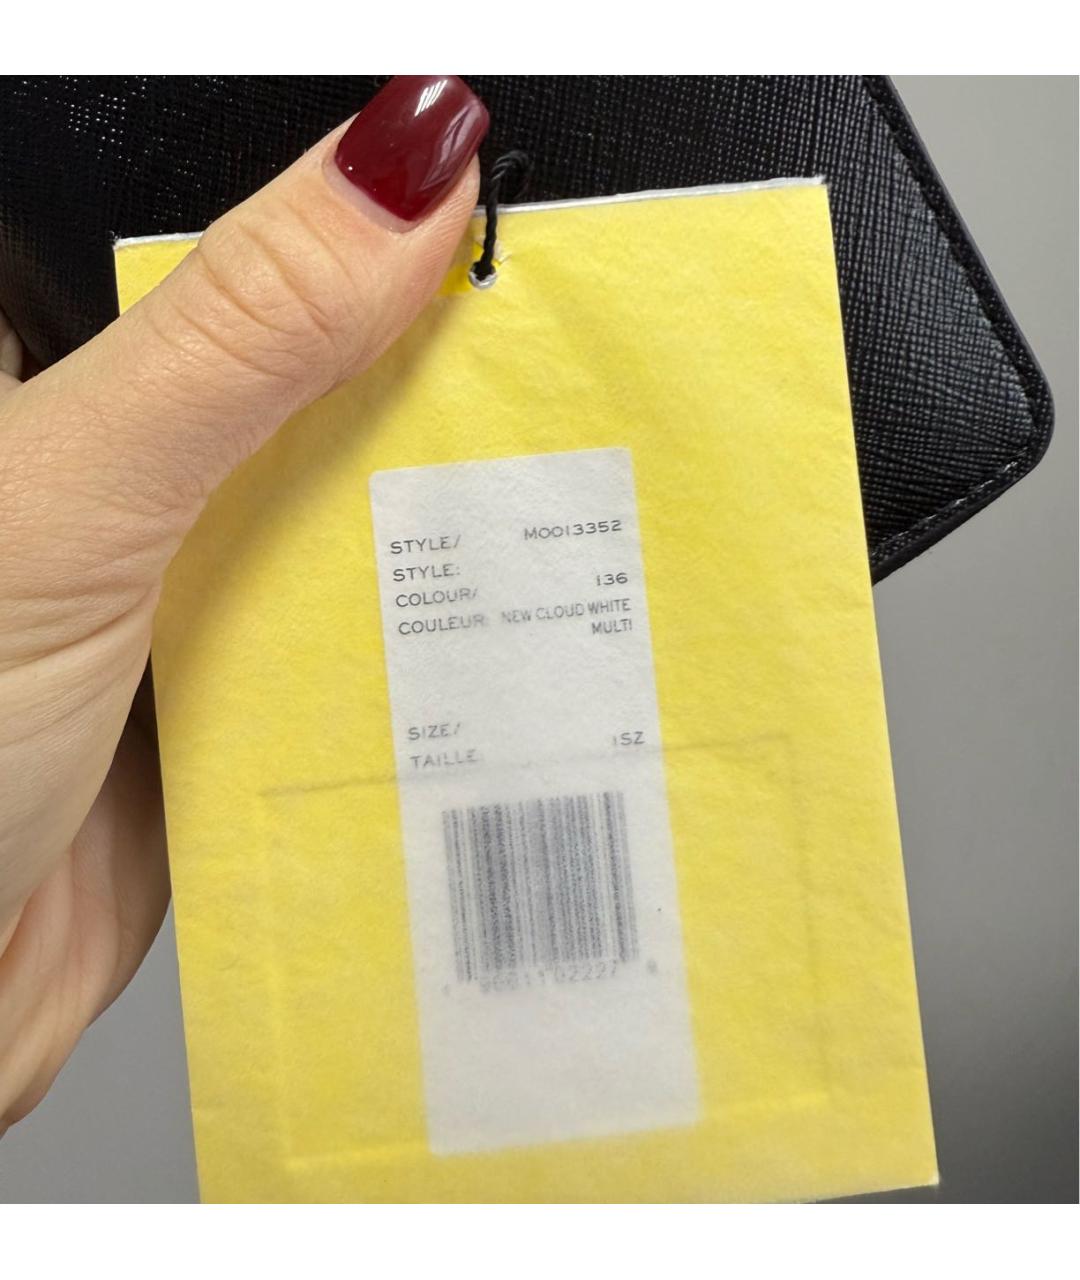 STYLE/ M0013352
STYLE:
COLOUR/ 136
COULEUR: NEW CLOUD WHITE
MULTI
SIZE/
TAILLE: 1SZ